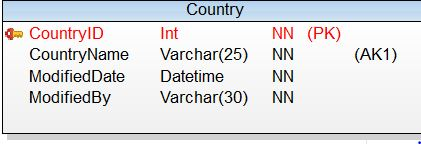 Country
CountryID Int NN (PK)
CountryName Varchar(25) NN (AK1)
ModifiedDate Datetime NN
ModifiedBy Varchar(30) NN